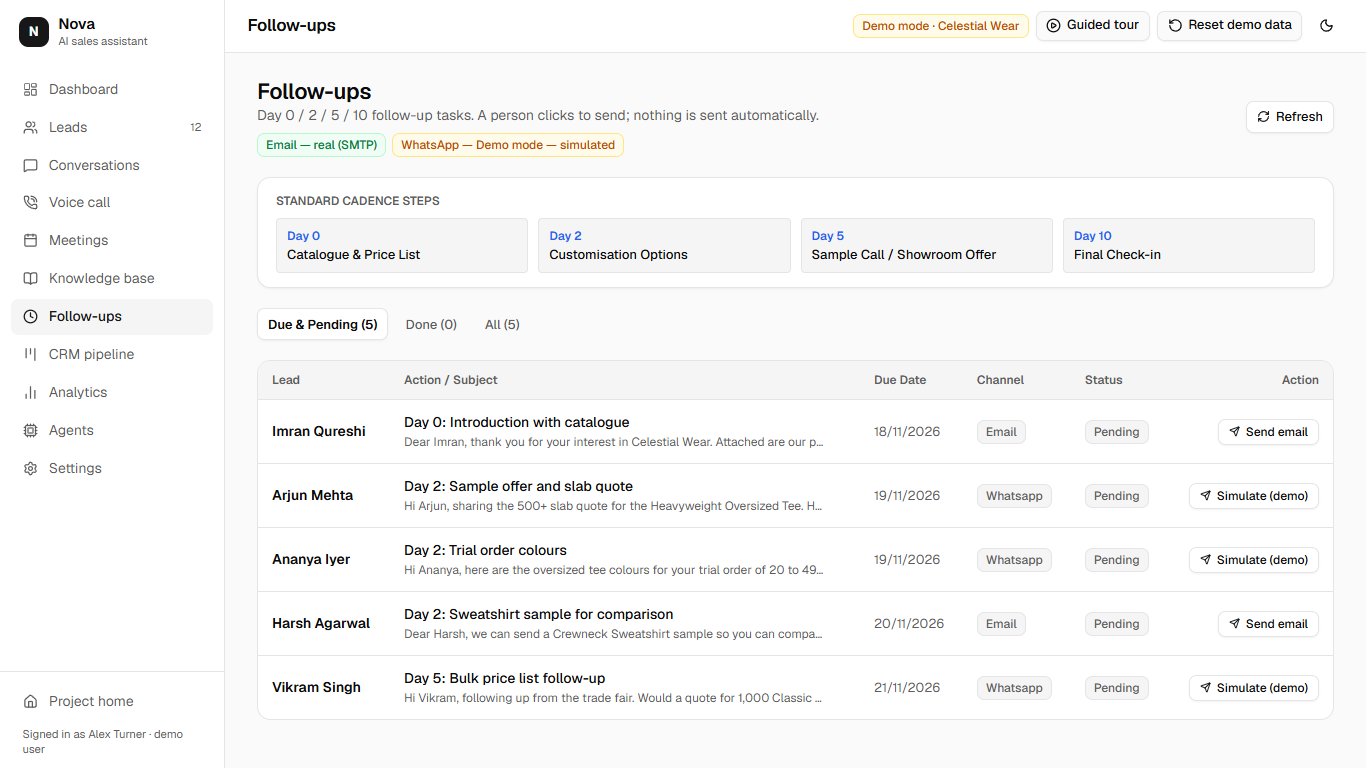 N
Nova
AI sales assistant
Dashboard
Leads 12
Conversations
Voice call
Meetings
Knowledge base
Follow-ups
CRM pipeline
Analytics
Agents
Settings
Project home
Signed in as Alex Turner · demo
user
Follow-ups
Demo mode · Celestial Wear
Guided tour
Reset demo data
Follow-ups
Day 0 / 2 / 5 / 10 follow-up tasks. A person clicks to send; nothing is sent automatically.
Email — real (SMTP)
WhatsApp — Demo mode — simulated
Refresh
STANDARD CADENCE STEPS
Day 0
Catalogue & Price List
Day 2
Customisation Options
Day 5
Sample Call / Showroom Offer
Day 10
Final Check-in
Due & Pending (5) Done (0) All (5)
Lead Action / Subject Due Date Channel Status Action
Imran Qureshi
Day 0: Introduction with catalogue
Dear Imran, thank you for your interest in Celestial Wear. Attached are our p...
18/11/2026 Email Pending Send email
Arjun Mehta
Day 2: Sample offer and slab quote
Hi Arjun, sharing the 500+ slab quote for the Heavyweight Oversized Tee. H...
19/11/2026 Whatsapp Pending Simulate (demo)
Ananya Iyer
Day 2: Trial order colours
Hi Ananya, here are the oversized tee colours for your trial order of 20 to 49...
19/11/2026 Whatsapp Pending Simulate (demo)
Harsh Agarwal
Day 2: Sweatshirt sample for comparison
Dear Harsh, we can send a Crewneck Sweatshirt sample so you can compa...
20/11/2026 Email Pending Send email
Vikram Singh
Day 5: Bulk price list follow-up
Hi Vikram, following up from the trade fair. Would a quote for 1,000 Classic ...
21/11/2026 Whatsapp Pending Simulate (demo)